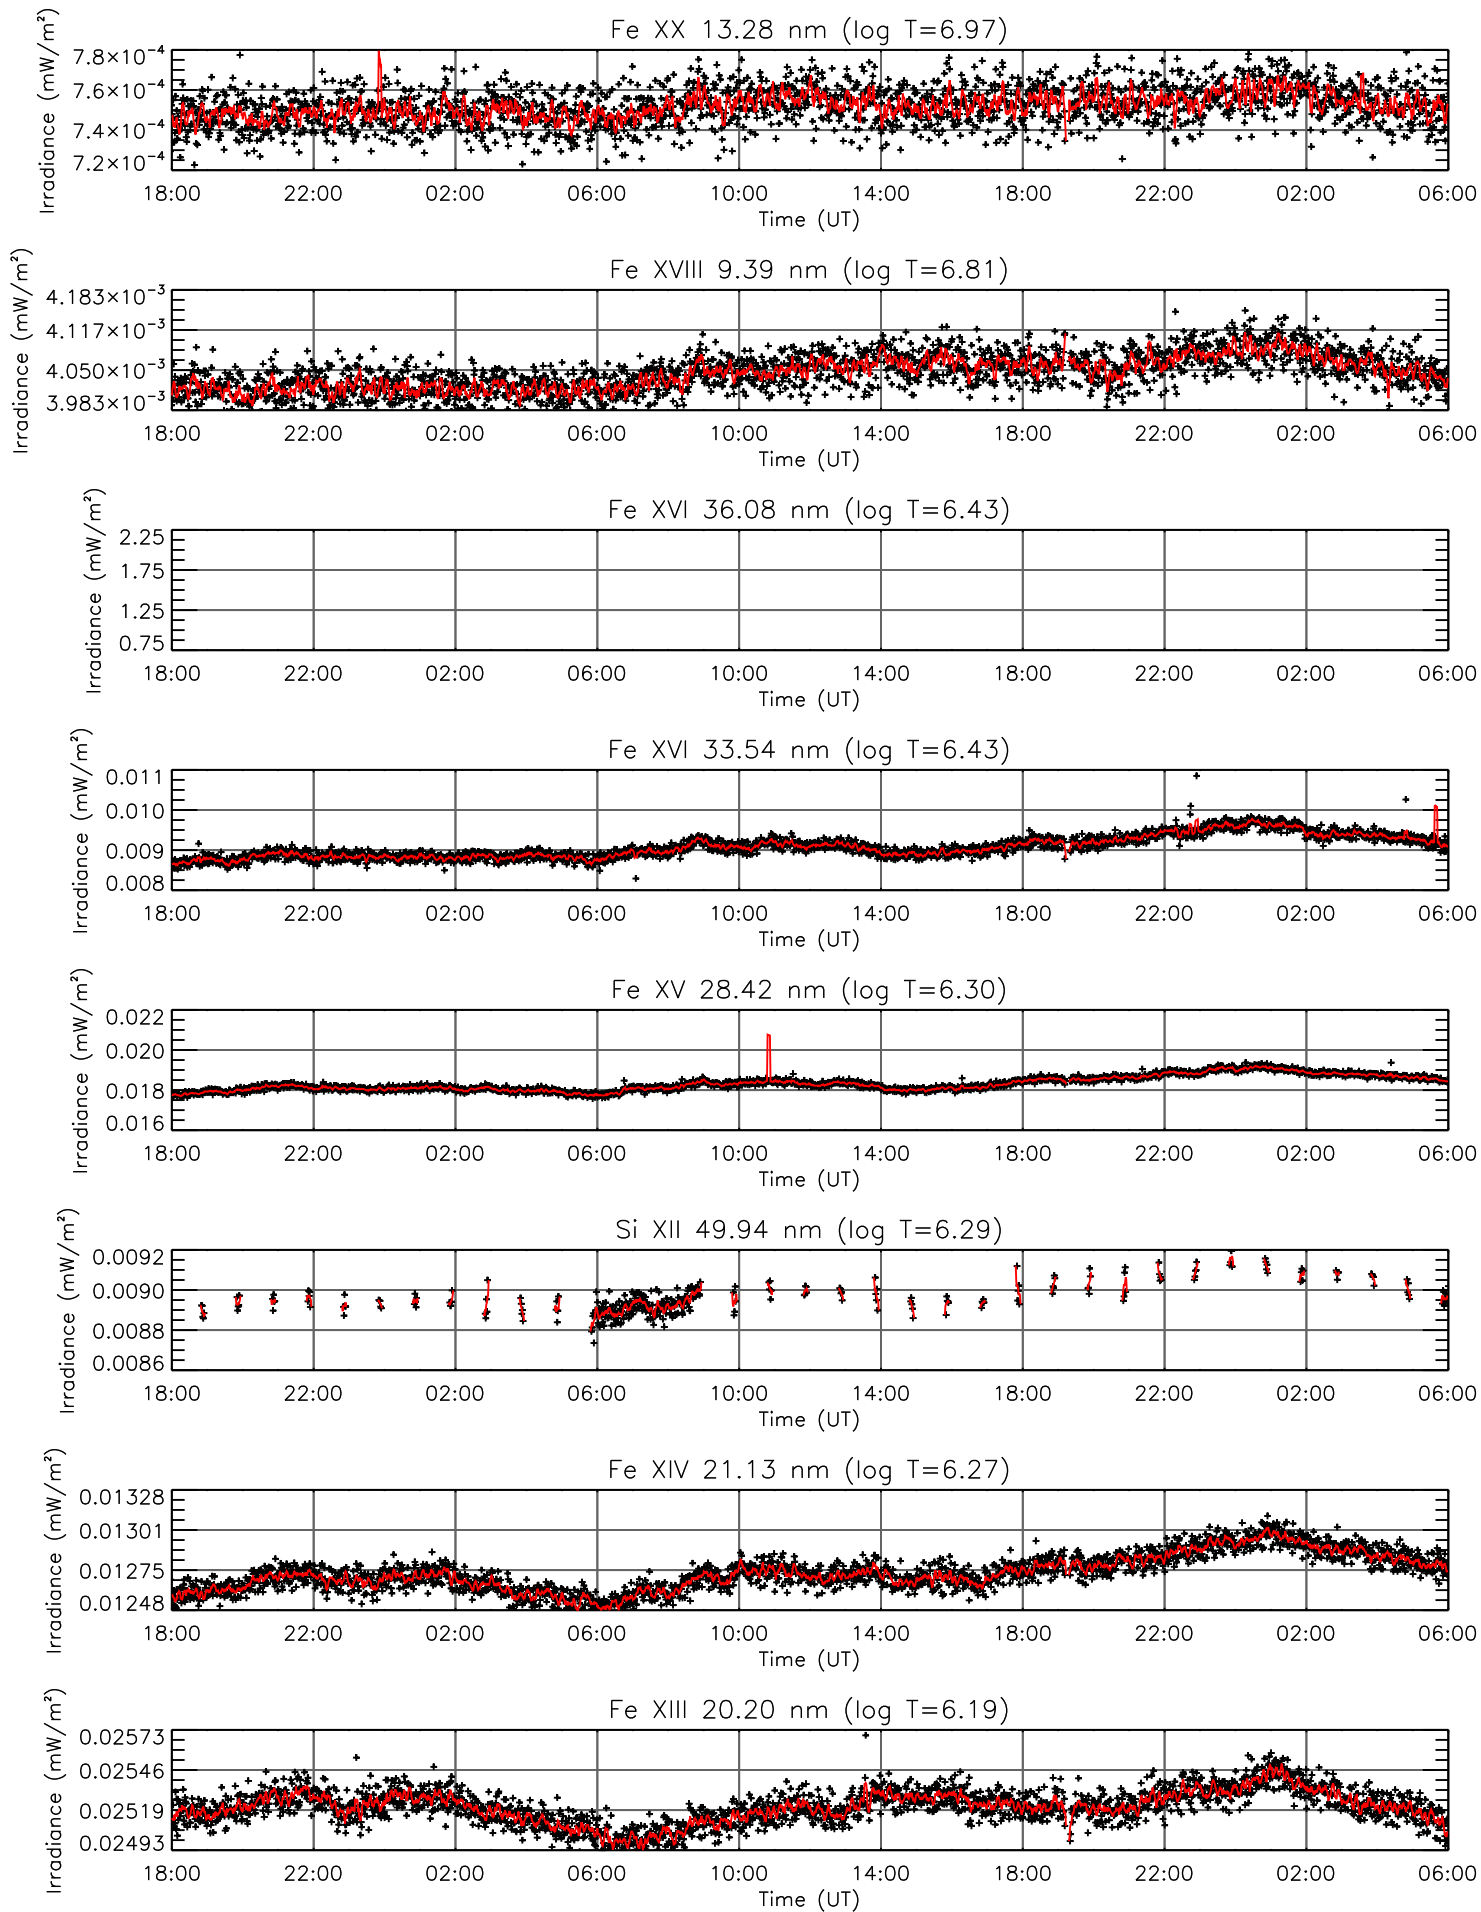 Fe XX 13.28 nm (log T=6.97)
Irradiance (mW/m²)
7.8×10⁻⁴
7.6×10⁻⁴
7.4×10⁻⁴
7.2×10⁻⁴
18:00 22:00 02:00 06:00 10:00 14:00 18:00 22:00 02:00 06:00
Time (UT)
Fe XVIII 9.39 nm (log T=6.81)
Irradiance (mW/m²)
4.183×10⁻³
4.117×10⁻³
4.050×10⁻³
3.983×10⁻³
18:00 22:00 02:00 06:00 10:00 14:00 18:00 22:00 02:00 06:00
Time (UT)
Fe XVI 36.08 nm (log T=6.43)
Irradiance (mW/m²)
2.25
1.75
1.25
0.75
18:00 22:00 02:00 06:00 10:00 14:00 18:00 22:00 02:00 06:00
Time (UT)
Fe XVI 33.54 nm (log T=6.43)
Irradiance (mW/m²)
0.011
0.010
0.009
0.008
18:00 22:00 02:00 06:00 10:00 14:00 18:00 22:00 02:00 06:00
Time (UT)
Fe XV 28.42 nm (log T=6.30)
Irradiance (mW/m²)
0.022
0.020
0.018
0.016
18:00 22:00 02:00 06:00 10:00 14:00 18:00 22:00 02:00 06:00
Time (UT)
Si XII 49.94 nm (log T=6.29)
Irradiance (mW/m²)
0.0092
0.0090
0.0088
0.0086
18:00 22:00 02:00 06:00 10:00 14:00 18:00 22:00 02:00 06:00
Time (UT)
Fe XIV 21.13 nm (log T=6.27)
Irradiance (mW/m²)
0.01328
0.01301
0.01275
0.01248
18:00 22:00 02:00 06:00 10:00 14:00 18:00 22:00 02:00 06:00
Time (UT)
Fe XIII 20.20 nm (log T=6.19)
Irradiance (mW/m²)
0.02573
0.02546
0.02519
0.02493
18:00 22:00 02:00 06:00 10:00 14:00 18:00 22:00 02:00 06:00
Time (UT)